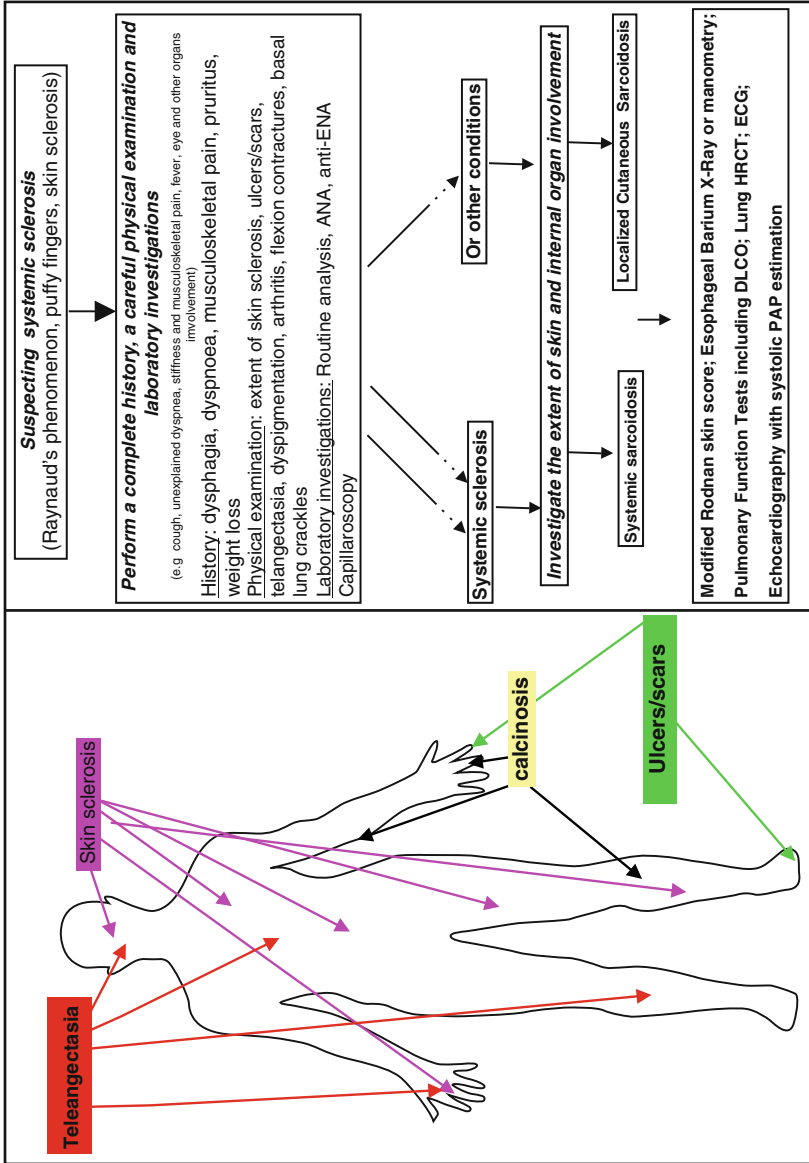 Teleangectasia
Skin sclerosis
calcinosis
Ulcers/scars
Suspecting systemic sclerosis
(Raynaud's phenomenon, puffy fingers, skin sclerosis)
Perform a complete history, a careful physical examination and
laboratory investigations
(e.g cough, unexplained dyspnea, stiffness and musculoskeletal pain, fever, eye and other organs
imvolvement)
History: dysphagia, dyspnoea, musculoskeletal pain, pruritus,
weight loss
Physical examination: extent of skin sclerosis, ulcers/scars,
telangectasia, dyspigmentation, arthritis, flexion contractures, basal
lung crackles
Laboratory investigations: Routine analysis, ANA, anti-ENA
Capillaroscopy
Systemic sclerosis
Or other conditions
Investigate the extent of skin and internal organ involvement
Systemic sarcoidosis
Localized Cutaneous Sarcoidosis
Modified Rodnan skin score; Esophageal Barium X-Ray or manometry;
Pulmonary Function Tests including DLCO; Lung HRCT; ECG;
Echocardiography with systolic PAP estimation